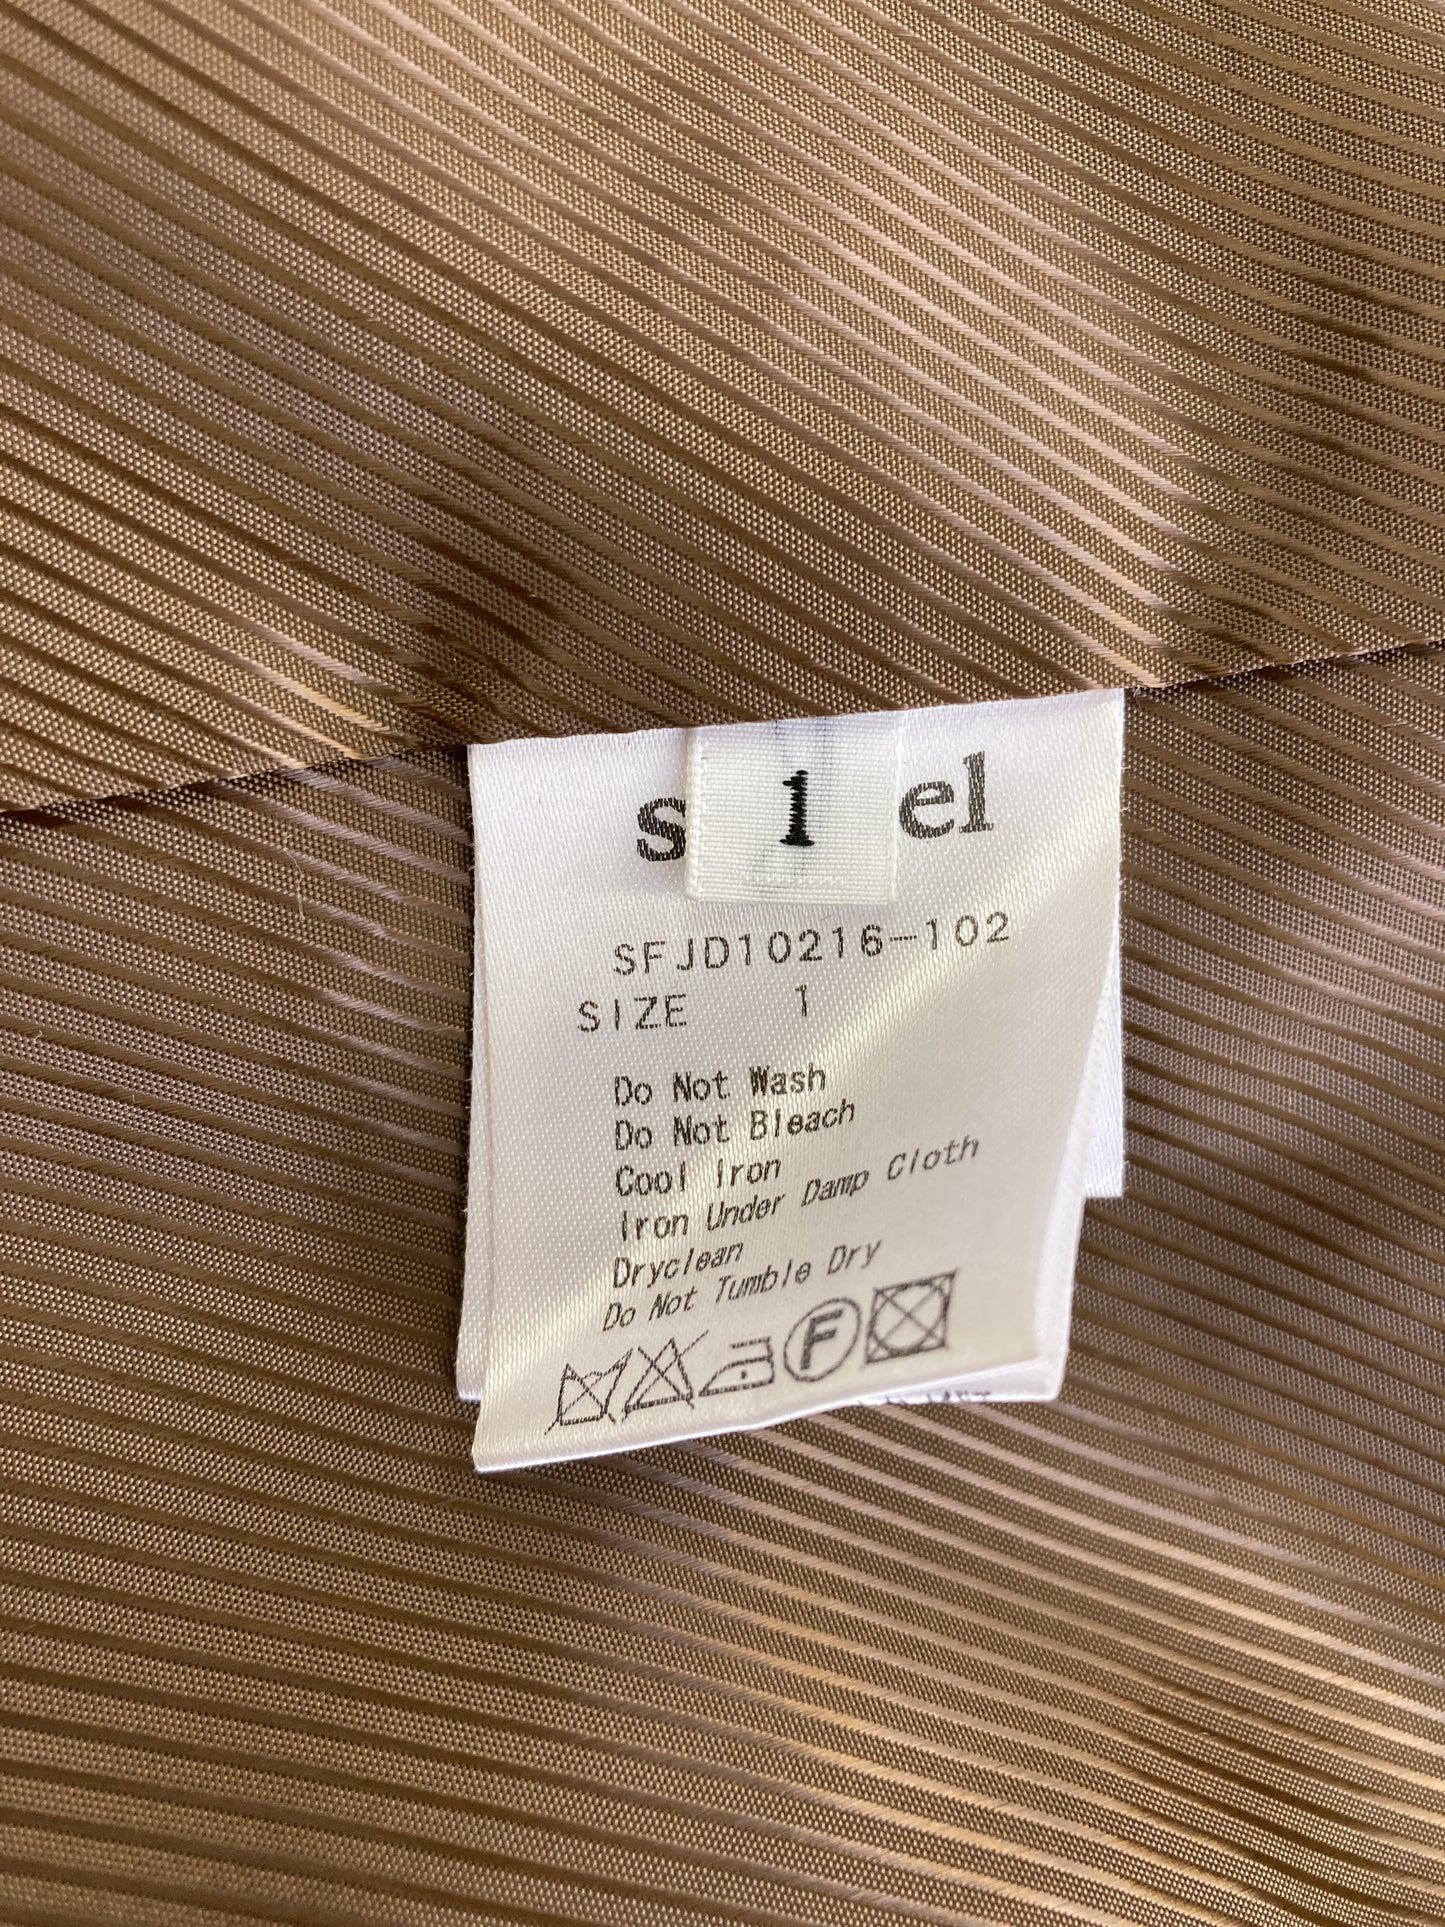 s 1 el
SFJD10216-102
SIZE 1
Do Not Wash
Do Not Bleach
Cool Iron
Iron Under Damp Cloth
Dryclean
Do Not Tumble Dry
F